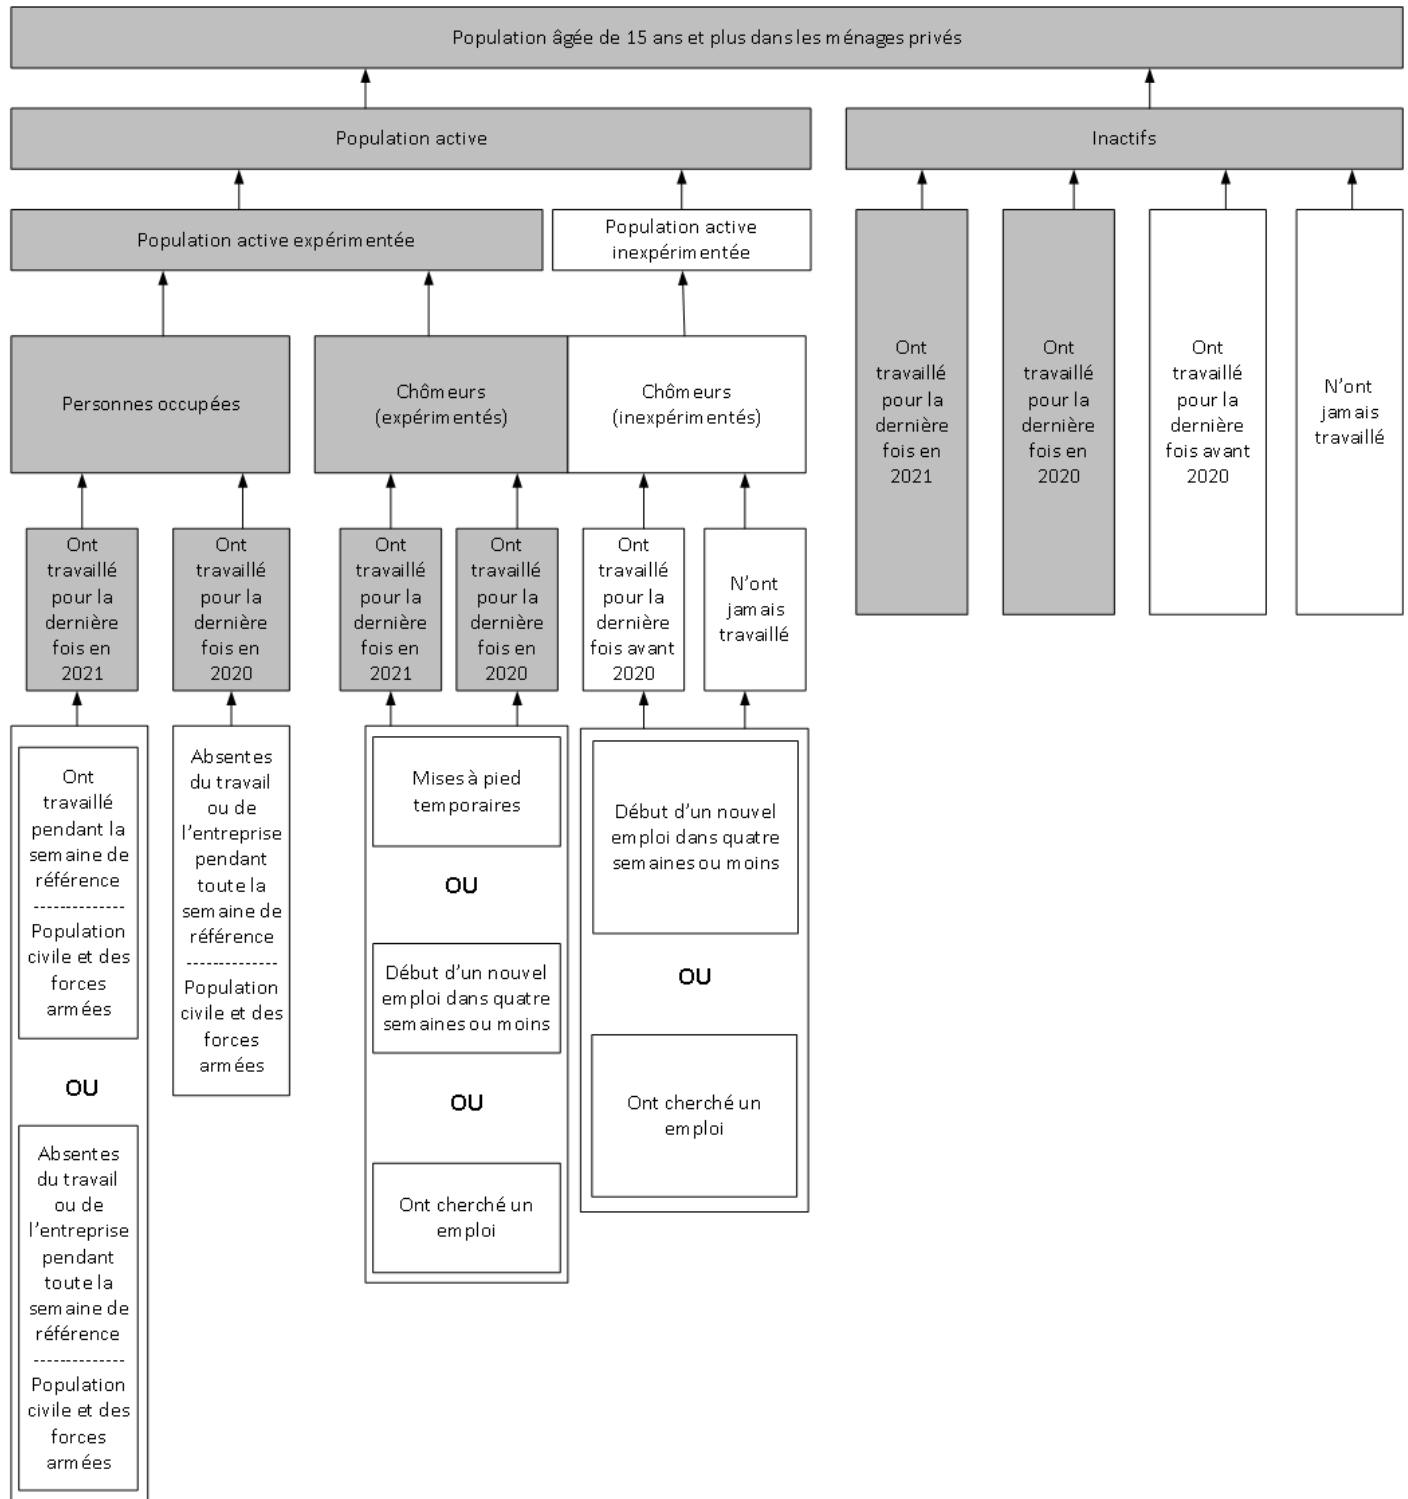 Population âgée de 15 ans et plus dans les ménages privés
Population active
Inactifs
Population active expérimentée
Population active
inexpérimentée
Personnes occupées
Chômeurs
(expérimentés)
Chômeurs
(inexpérimentés)
Ont
travaillé
pour la
dernière
fois en
2021
Ont
travaillé
pour la
dernière
fois en
2020
Ont
travaillé
pour la
dernière
fois avant
2020
N'ont
jamais
travaillé
Ont
travaillé
pour la
dernière
fois en
2021
Ont
travaillé
pour la
dernière
fois en
2020
Ont
travaillé
pour la
dernière
fois en
2021
Ont
travaillé
pour la
dernière
fois en
2020
Ont
travaillé
pour la
dernière
fois avant
2020
N'ont
jamais
travaillé
Ont
travaillé
pendant la
semaine de
référence
--------------
Population
civile et des
forces
armées
OU
Absentes
du travail
ou de
l'entreprise
pendant
toute la
semaine de
référence
--------------
Population
civile et des
forces
armées
Absentes
du travail
ou de
l'entreprise
pendant
toute la
semaine de
référence
--------------
Population
civile et des
forces
armées
Mises à pied
temporaires
OU
Début d'un nouvel
emploi dans quatre
semaines ou moins
OU
Ont cherché un
emploi
Début d'un nouvel
emploi dans quatre
semaines ou moins
OU
Ont cherché un
emploi